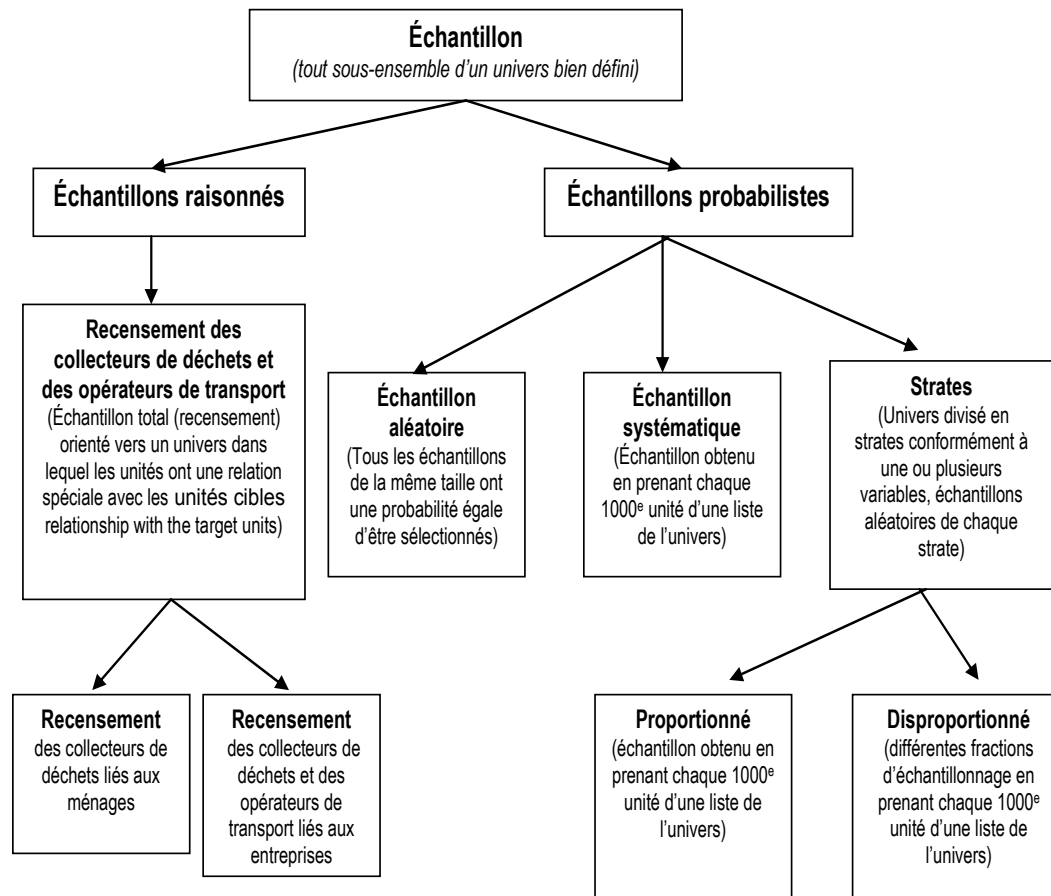 Échantillon
(tout sous-ensemble d’un univers bien défini)
Échantillons raisonnés
Échantillons probabilistes
Recensement des
collecteurs de déchets et
des opérateurs de transport
(Échantillon total (recensement)
orienté vers un univers dans
lequel les unités ont une relation
spéciale avec les unités cibles
relationship with the target units)
Échantillon
aléatoire
(Tous les échantillons
de la même taille ont
une probabilité égale
d’être sélectionnés)
Échantillon
systématique
(Échantillon obtenu
en prenant chaque
1000ᵉ unité d’une liste
de l’univers)
Strates
(Univers divisé en
strates conformément à
une ou plusieurs
variables, échantillons
aléatoires de chaque
strate)
Recensement
des collecteurs de
déchets liés aux
ménages
Recensement
des collecteurs de
déchets et des
opérateurs de
transport liés aux
entreprises
Proportionné
(échantillon obtenu en
prenant chaque 1000ᵉ
unité d’une liste de
l’univers)
Disproportionné
(différentes fractions
d’échantillonnage en
prenant chaque 1000ᵉ
unité d’une liste de
l’univers)